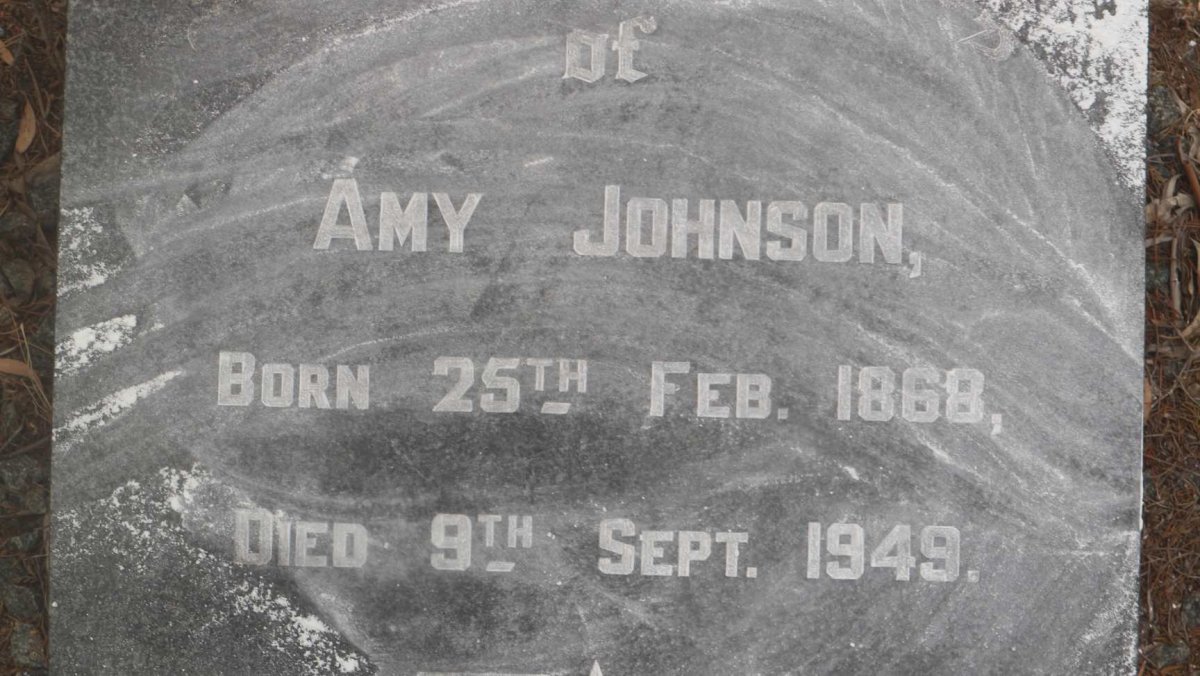 of
AMY JOHNSON,
BORN 25TH FEB. 1868,
DIED 9TH SEPT. 1949.